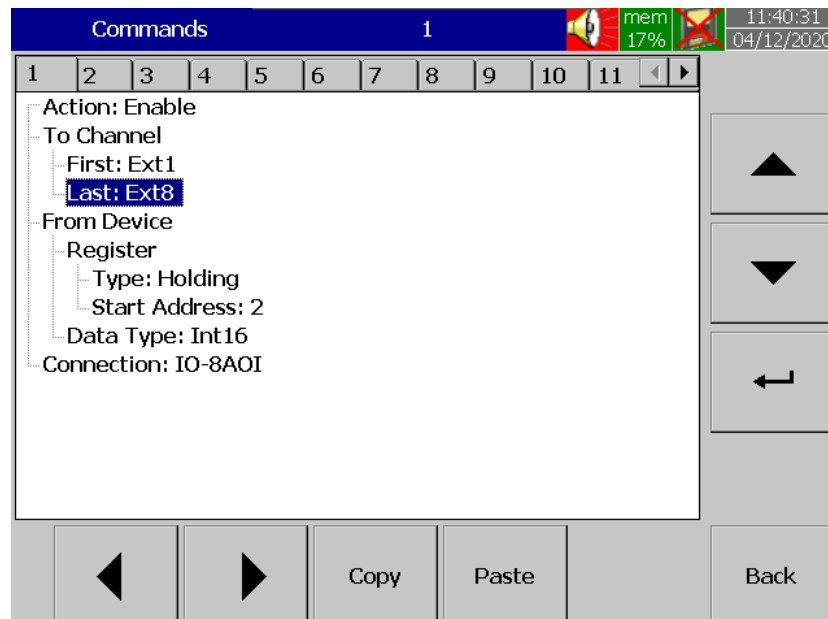 Commands 1 mem 11:40:31
17% 04/12/2020
1 2 3 4 5 6 7 8 9 10 11
Action: Enable
To Channel
First: Ext1
Last: Ext8
From Device
Register
Type: Holding
Start Address: 2
Data Type: Int16
Connection: IO-8AOI
Copy Paste Back